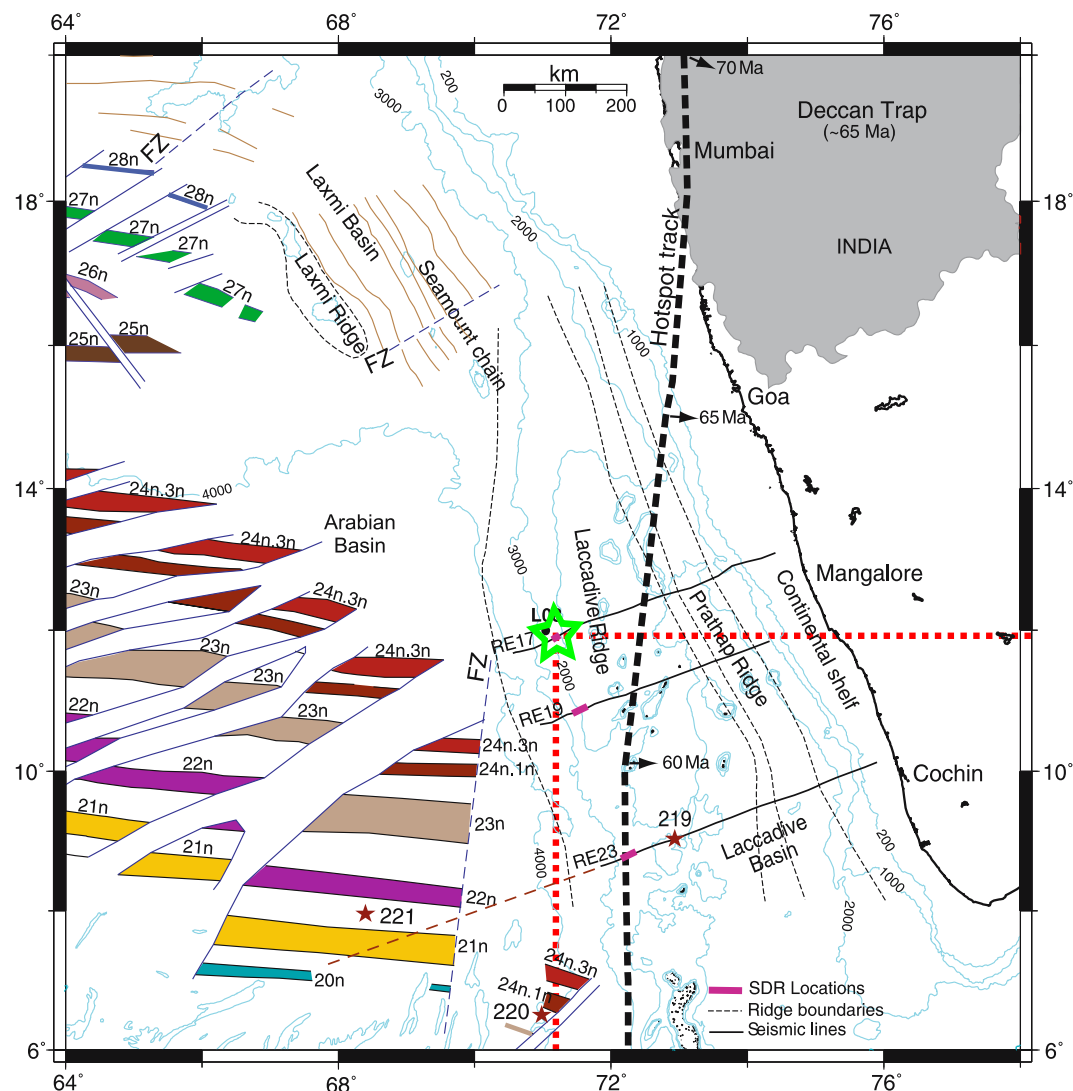 64° 68° 72° 76°
km
0 100 200
200
3000
70 Ma
Deccan Trap
(~65 Ma)
FZ
28n
Mumbai
28n
Laxmi Basin
18°
18°
27n
27n
27n
2000
Hotspot track
INDIA
26n
27n
Laxmi Ridge
Seamount chain
25n
25n
FZ
1000
Goa
65 Ma
14°
14°
24n.3n
4000
Arabian
Basin
24n.3n
3000
Laccadive Ridge
Mangalore
23n
24n.3n
RE17
2000
Prathap Ridge
Continental shelf
23n
24n.3n
FZ
23n
22n
23n
RE19
24n.3n
24n.1n
60 Ma
10°
10°
22n
Cochin
21n
23n
219
Laccadive
Basin
200
21n
RE23
4000
1000
22n
221
2000
21n
20n
24n.3n
24n.1n
220
SDR Locations
Ridge boundaries
Seismic lines
6°
6°
64° 68° 72° 76°